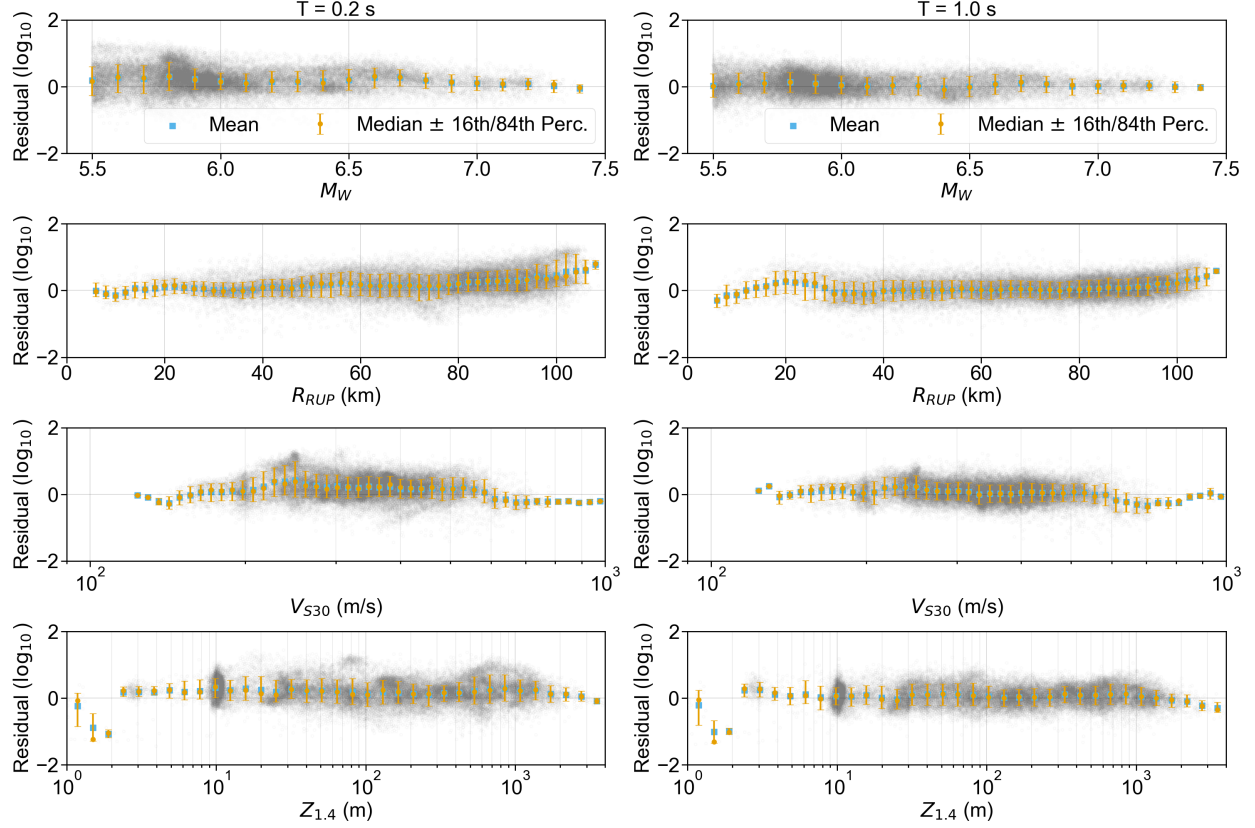 T = 0.2 s
T = 1.0 s
Residual (log10)
2
0
−2
5.5
6.0
6.5
7.0
7.5
Mean
Median ± 16th/84th Perc.
MW
Residual (log10)
2
0
−2
5.5
6.0
6.5
7.0
7.5
Mean
Median ± 16th/84th Perc.
MW
Residual (log10)
2
0
−2
0
20
40
60
80
100
RRUP (km)
Residual (log10)
2
0
−2
0
20
40
60
80
100
RRUP (km)
Residual (log10)
2
0
−2
10^2
10^3
VS30 (m/s)
Residual (log10)
2
0
−2
10^2
10^3
VS30 (m/s)
Residual (log10)
2
0
−2
10^0
10^1
10^2
10^3
Z1.4 (m)
Residual (log10)
2
0
−2
10^0
10^1
10^2
10^3
Z1.4 (m)